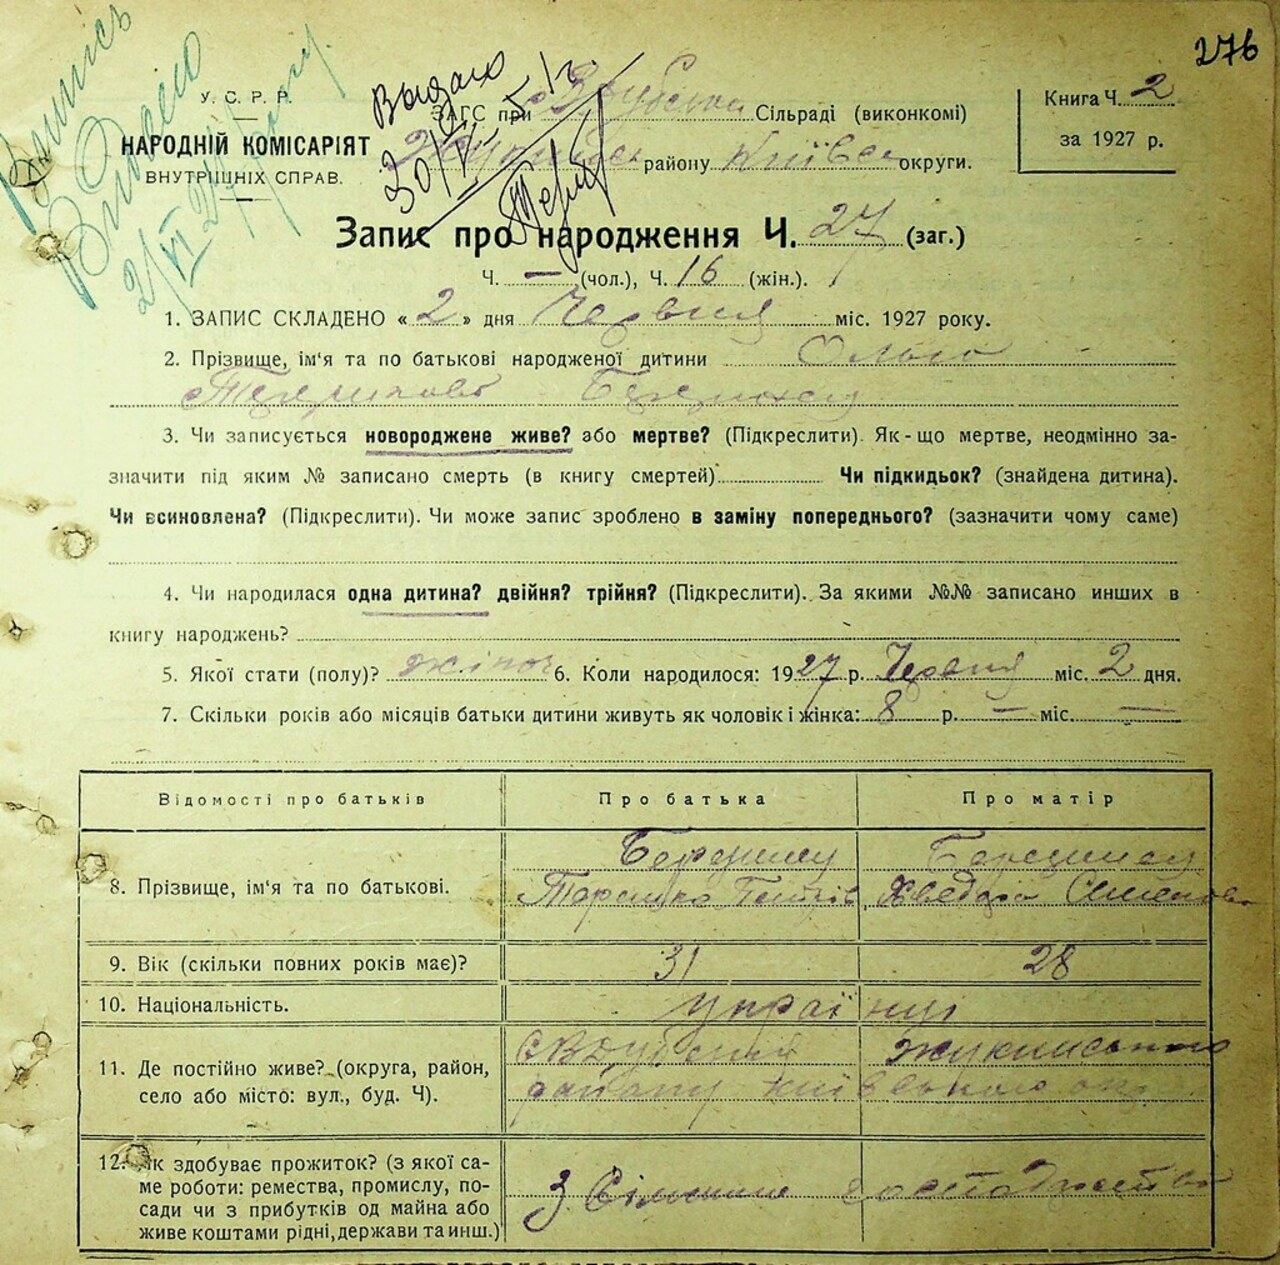 276
Випис
Видано
Выдано
У. С. Р. Р.
НАРОДНІЙ КОМІСАРІЯТ
ВНУТРІШНІХ СПРАВ.
ЗАГС при Сільраді (виконкомі)
району Київськ округи.
Книга Ч. 2
за 1927 р.
Запис про народження Ч. 27 (заг.)
Ч. — (чол.), Ч. 16 (жін.).
1. ЗАПИС СКЛАДЕНО « 2 » дня Червня міс. 1927 року.
2. Прізвище, ім'я та по батькові народженої дитини Ольга
3. Чи записується новороджене живе? або мертве? (Підкреслити). Як-що мертве, неодмінно за-
значити під яким № записано смерть (в книгу смертей) Чи підкидьок? (знайдена дитина).
Чи всиновлена? (Підкреслити). Чи може запис зроблено в заміну попереднього? (зазначити чому саме)
4. Чи народилася одна дитина? двійня? трійня? (Підкреслити). За якими №№ записано инших в
книгу народжень?
5. Якої стати (полу)? жіноч 6. Коли народилося: 1927 р. Червня міс. 2 дня.
7. Скільки років або місяців батьки дитини живуть як чоловік і жінка: 8 р. — міс. —
Відомості про батьків Про батька Про матір
8. Прізвище, ім'я та по батькові.
9. Вік (скільки повних років має)? 31 28
10. Національність. українці
11. Де постійно живе? (округа, район, село або місто: вул., буд. Ч).
району Київського окр
12. Як здобуває прожиток? (з якої са-
ме роботи: ремества, промислу, по-
сади чи з прибутків од майна або
живе коштами рідні, держави та инш.)
З Сільського господарства